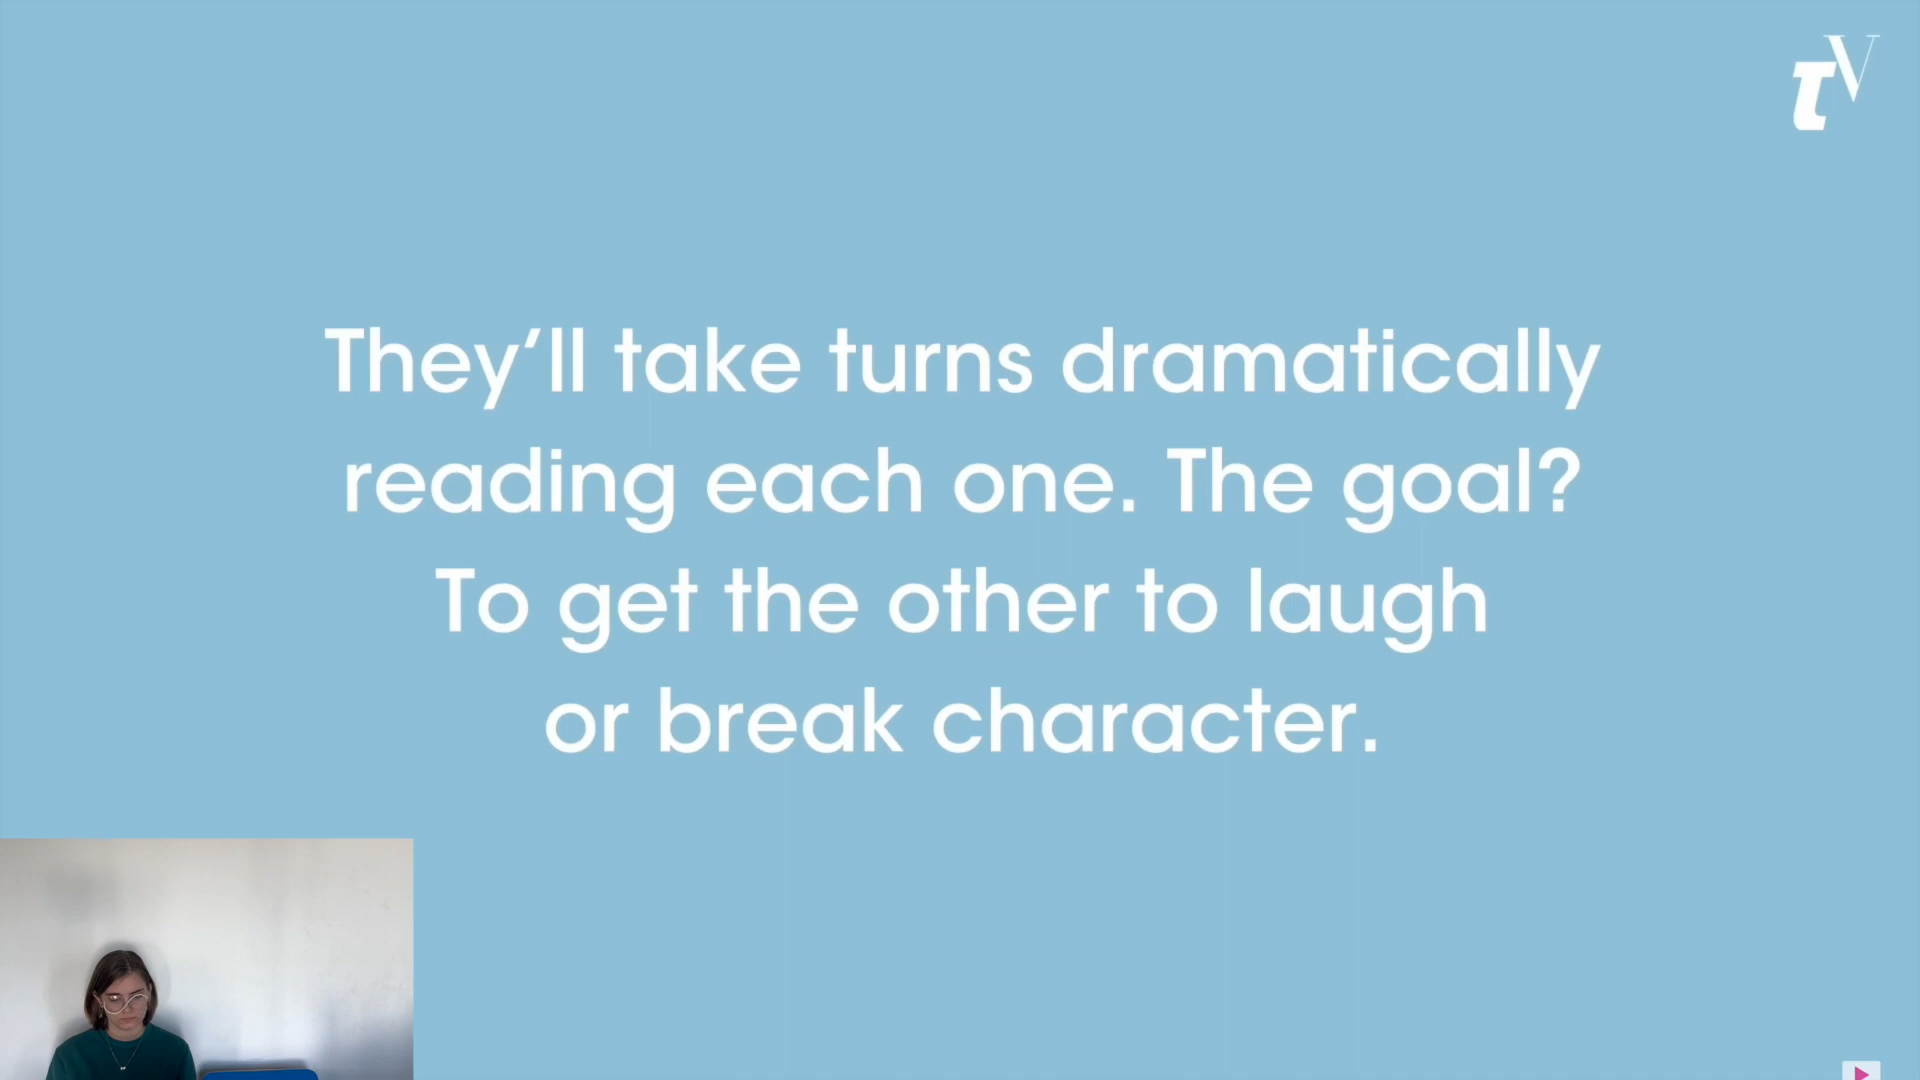 tv
They’ll take turns dramatically
reading each one. The goal?
To get the other to laugh
or break character.